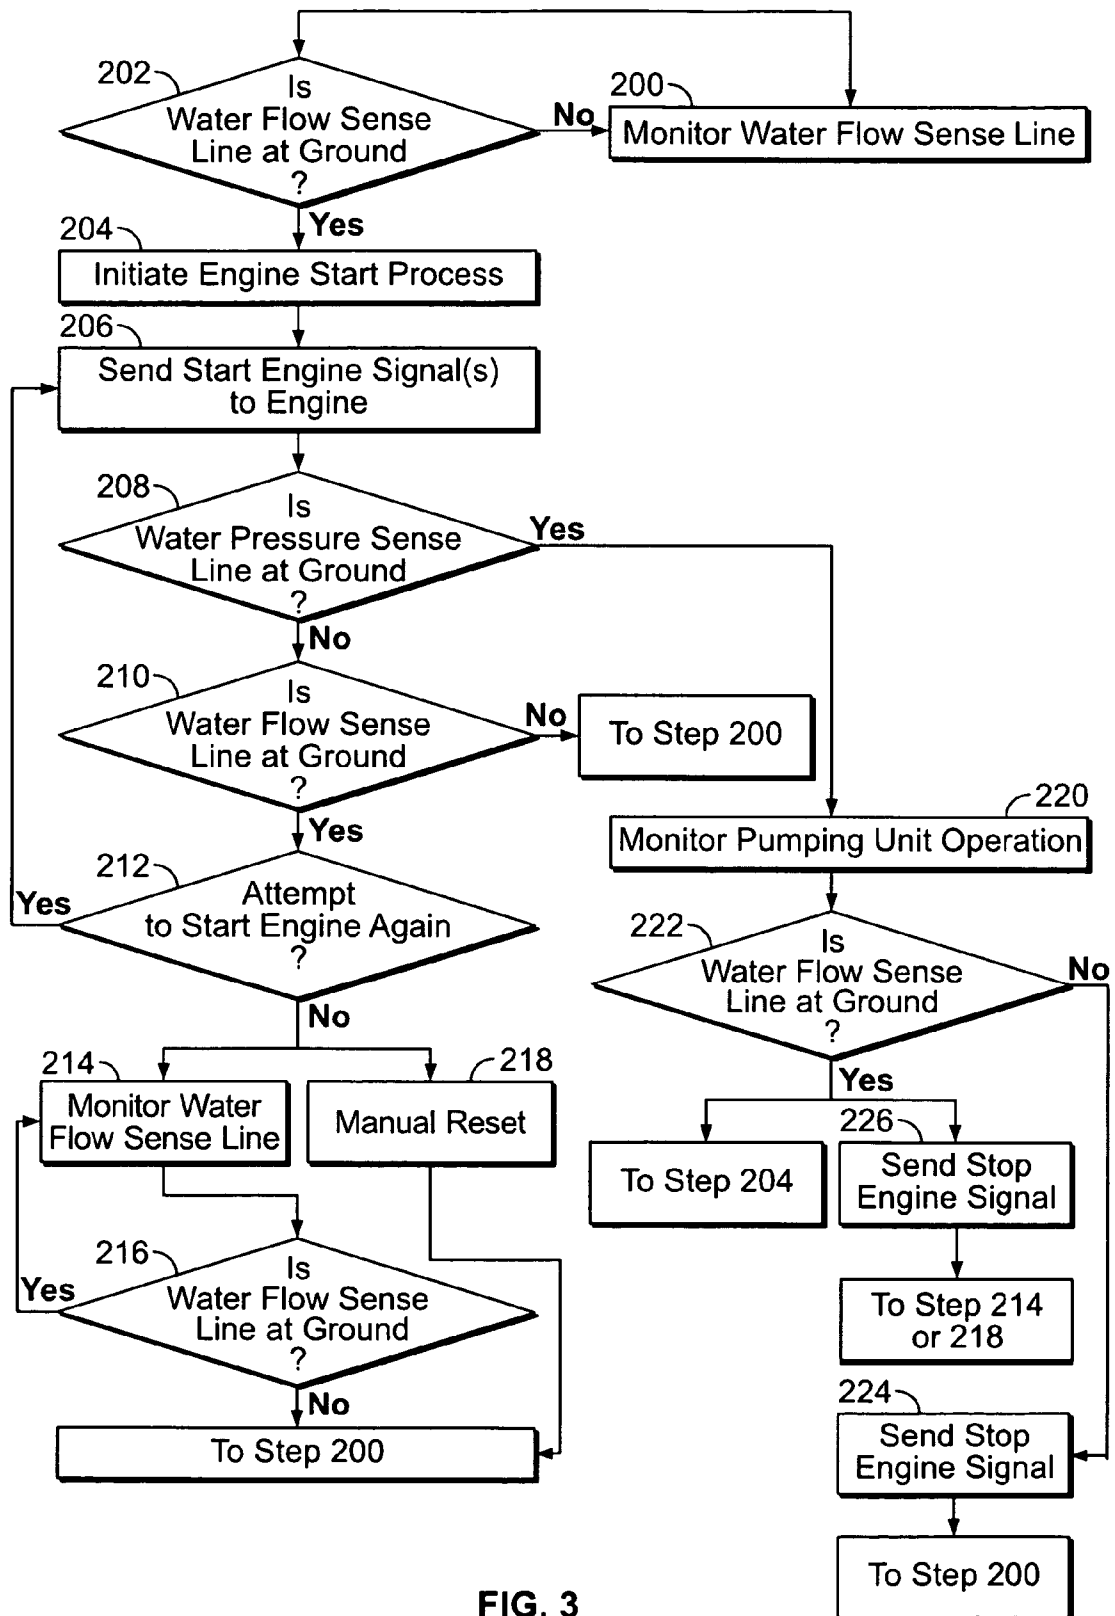 202
Is
Water Flow Sense
Line at Ground
?
No
200
Monitor Water Flow Sense Line
Yes
204
Initiate Engine Start Process
206
Send Start Engine Signal(s)
to Engine
208
Is
Water Pressure Sense
Line at Ground
?
Yes
No
210
Is
Water Flow Sense
Line at Ground
?
No
To Step 200
Yes
212
Attempt
to Start Engine Again
?
Yes
No
214
Monitor Water
Flow Sense Line
218
Manual Reset
216
Is
Water Flow Sense
Line at Ground
?
Yes
No
To Step 200
220
Monitor Pumping Unit Operation
222
Is
Water Flow Sense
Line at Ground
?
No
Yes
To Step 204
226
Send Stop
Engine Signal
To Step 214
or 218
224
Send Stop
Engine Signal
To Step 200
FIG. 3